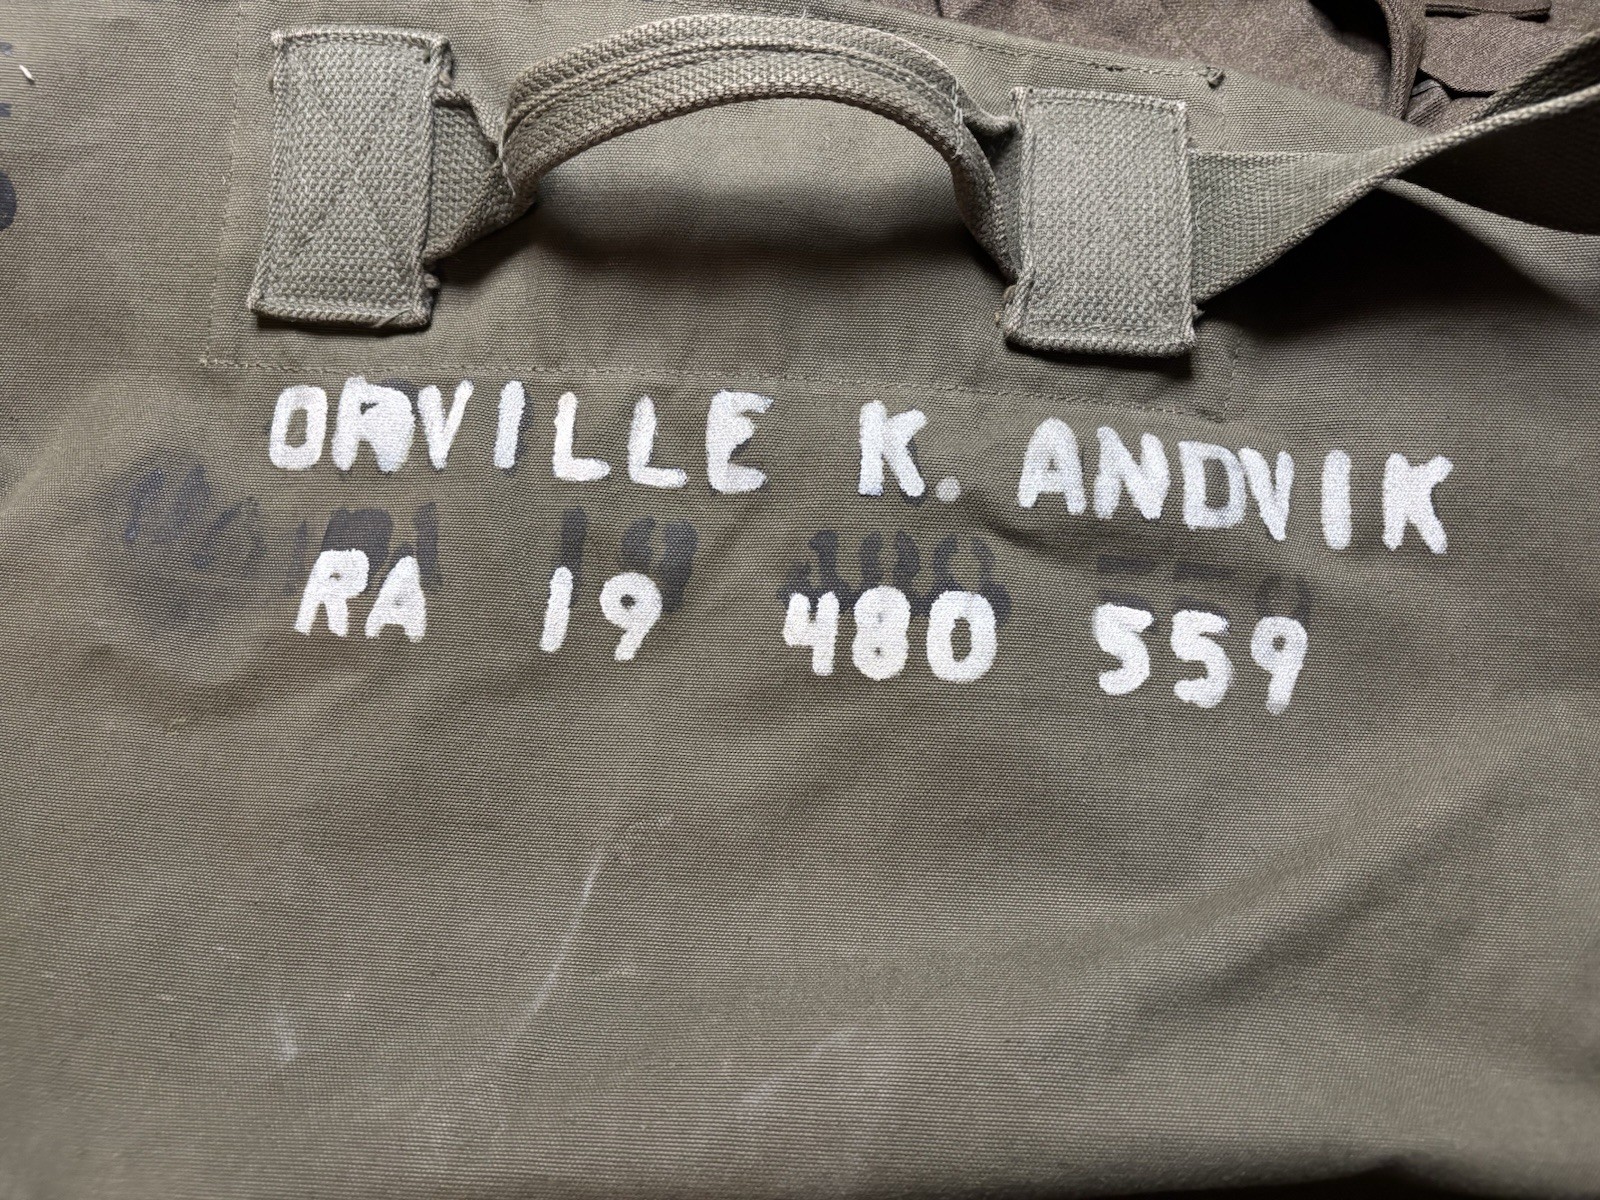 ORVILLE K. ANDVIK
RA 19 480 559